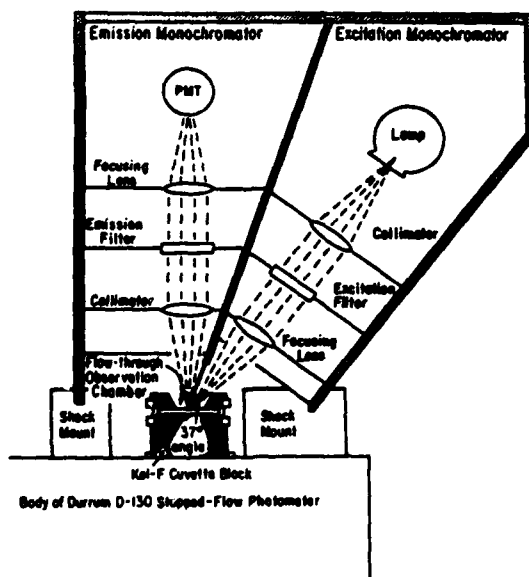 Emission Monochromator
Excitation Monochromator
PMT
Lamp
Focusing
Lens
Emission
Filter
Collimator
Collimator
Excitation
Filter
Focusing
Lens
Flow-through
Observation
Chamber
Shock
Mount
37°
angle
Shock
Mount
Kel-F Cuvette Block
Body of Durrum D-130 Stopped-Flow Photometer